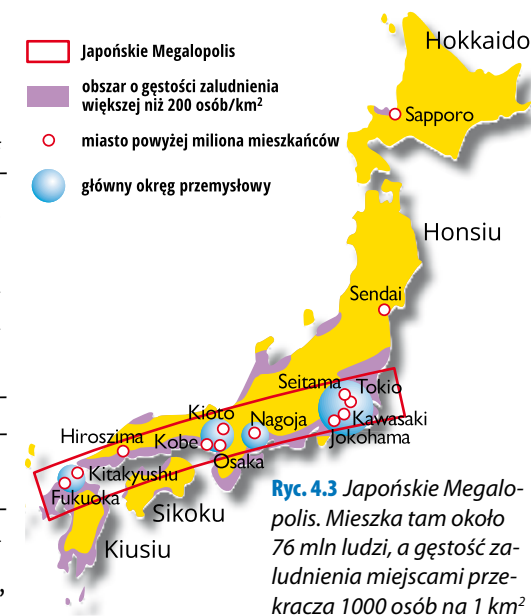 Japońskie Megalopolis
obszar o gęstości zaludnienia
większej niż 200 osób/km²
miasto powyżej miliona mieszkańców
główny okręg przemysłowy
Hokkaido
Sapporo
Honsiu
Sendai
Seitama
Tokio
Kioto
Nagoja
Kawasaki
Hiroszima
Kobe
Jokohama
Osaka
Kitakyushu
Fukuoka
Sikoku
Kiusiu
Ryc. 4.3 Japońskie Megalo-
polis. Mieszka tam około
76 mln ludzi, a gęstość za-
ludnienia miejscami prze-
kracza 1000 osób na 1 km²